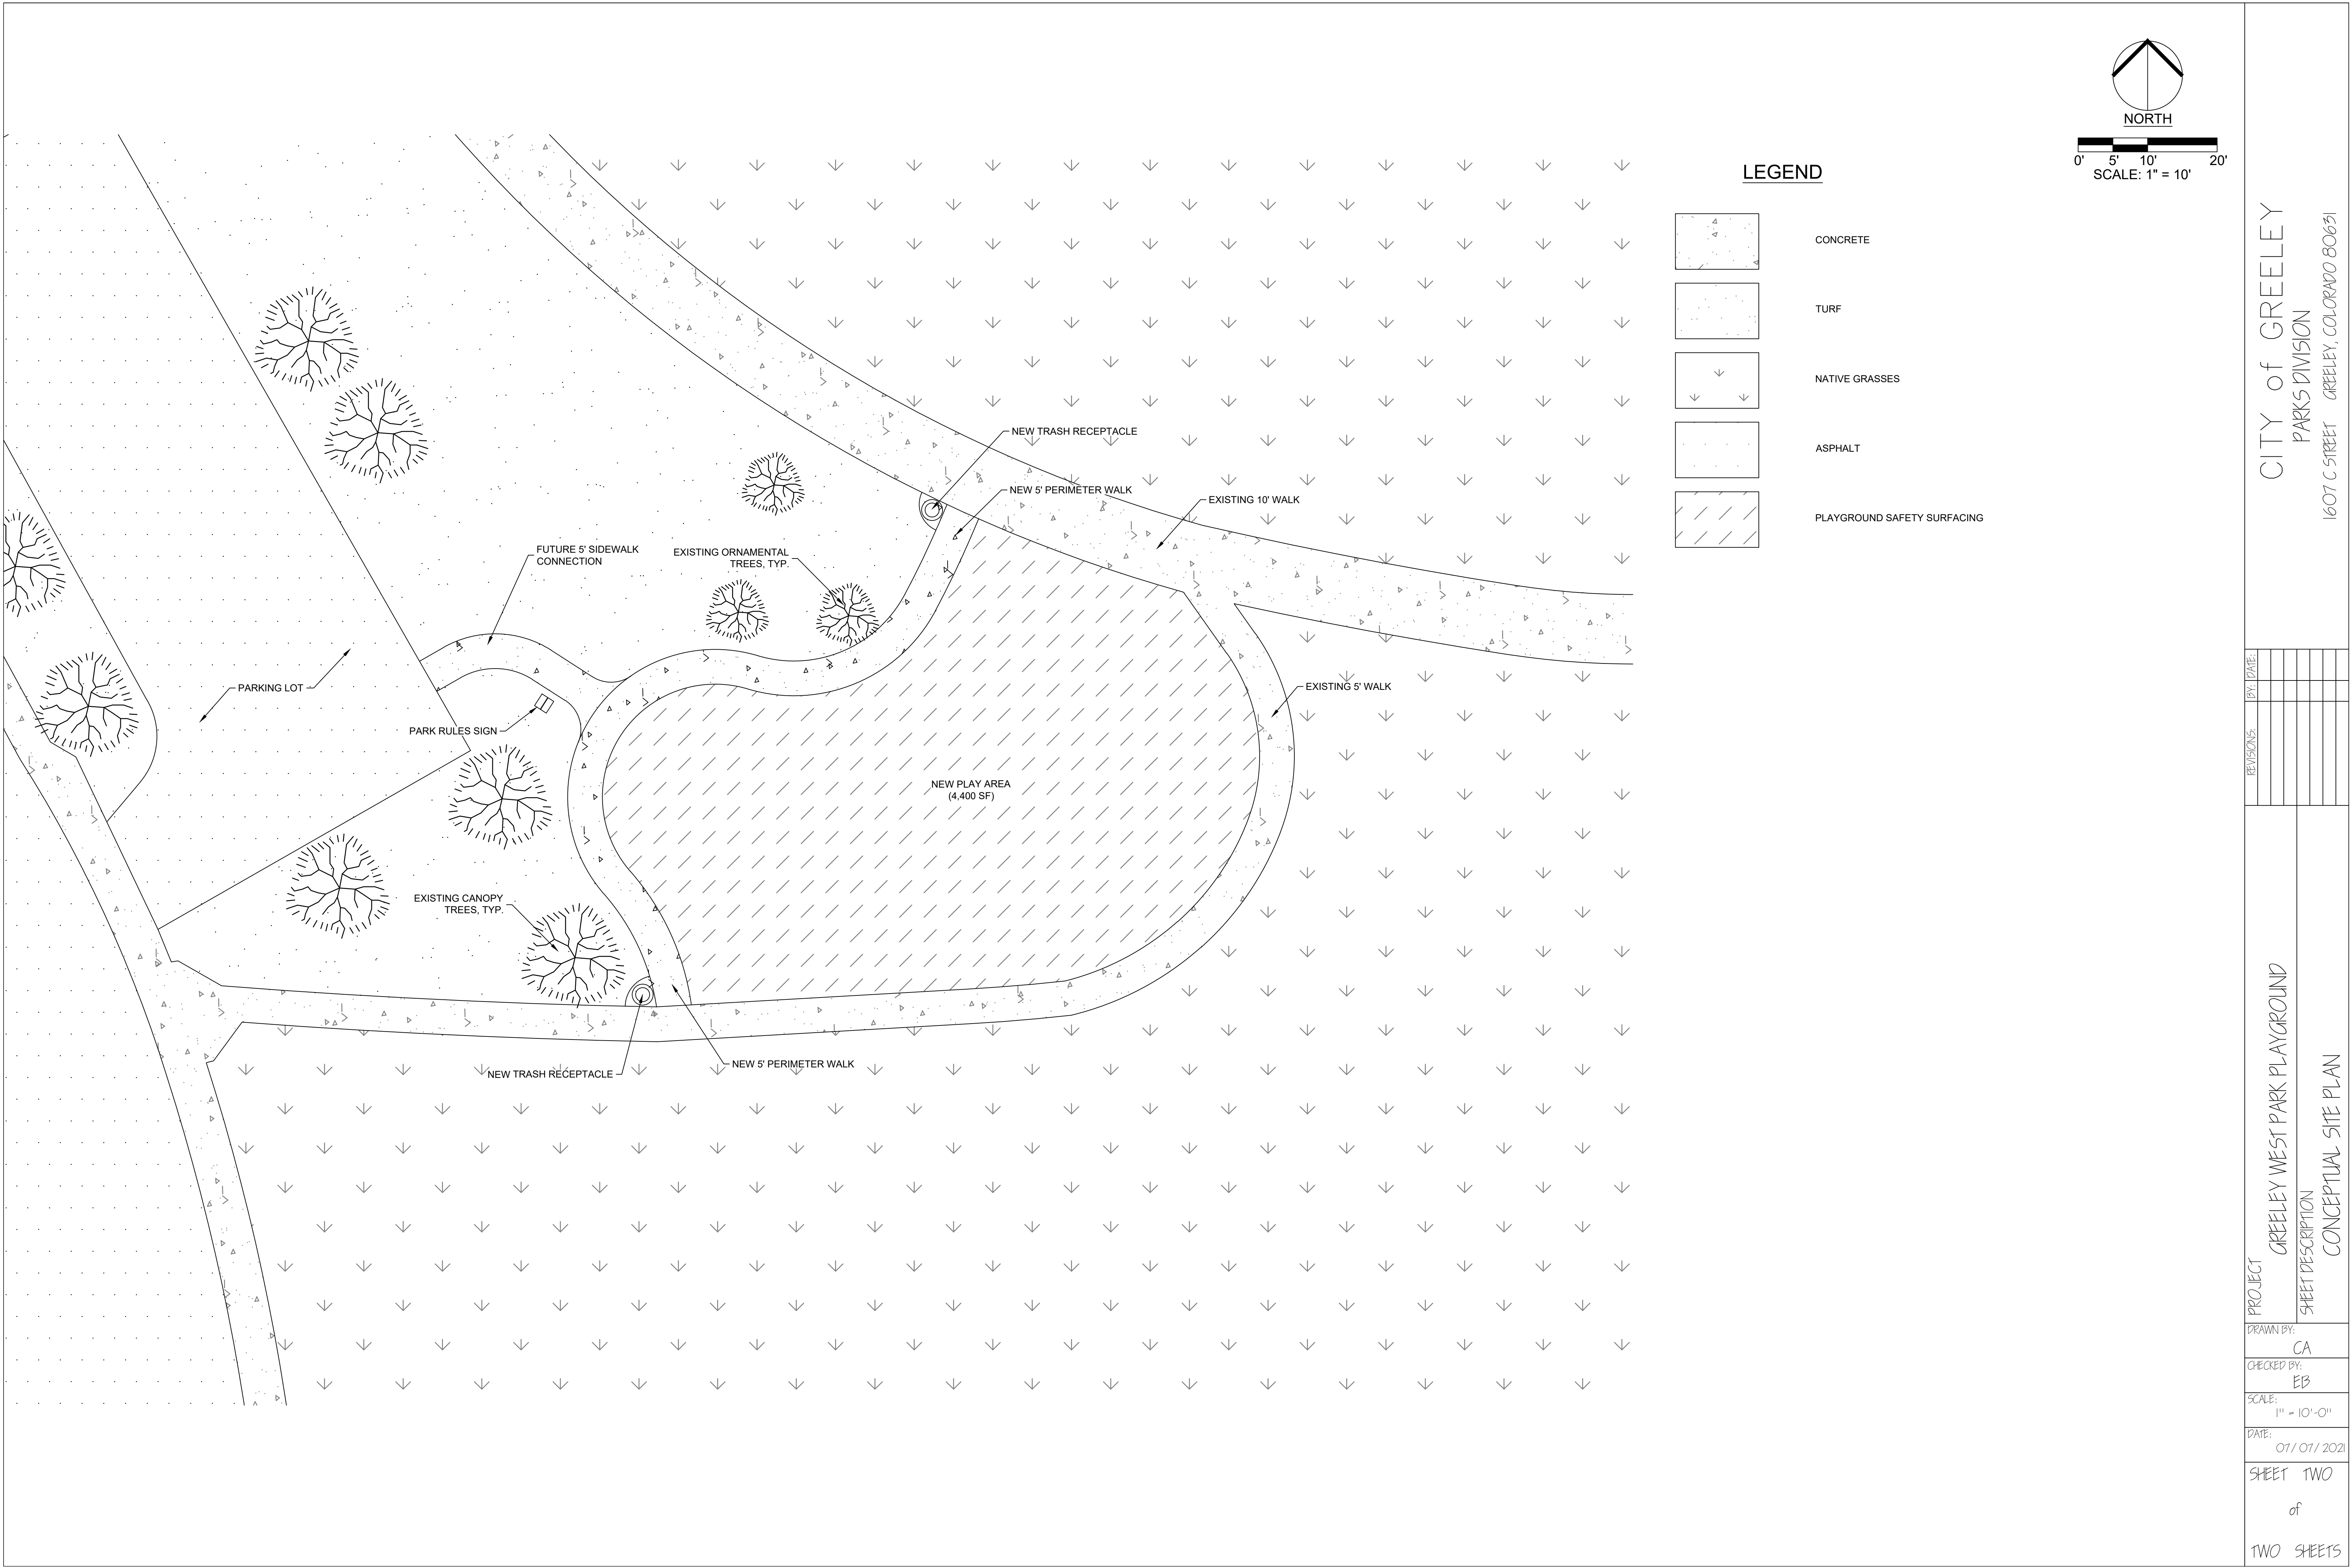 NORTH
0' 5' 10' 20'
SCALE: 1" = 10'
LEGEND
CONCRETE
TURF
NATIVE GRASSES
ASPHALT
PLAYGROUND SAFETY SURFACING
NEW TRASH RECEPTACLE
NEW 5' PERIMETER WALK
EXISTING 10' WALK
FUTURE 5' SIDEWALK
CONNECTION
EXISTING ORNAMENTAL
TREES, TYP.
PARKING LOT
EXISTING 5' WALK
PARK RULES SIGN
NEW PLAY AREA
(4,400 SF)
EXISTING CANOPY
TREES, TYP.
NEW 5' PERIMETER WALK
NEW TRASH RECEPTACLE
CITY of GREELEY
PARKS DIVISION
1607 C STREET GREELEY, COLORADO 80631
REVISIONS: BY: DATE:
PROJECT
GREELEY WEST PARK PLAYGROUND
SHEET DESCRIPTION
CONCEPTUAL SITE PLAN
DRAWN BY:
CA
CHECKED BY:
EB
SCALE:
1" = 10'-0"
DATE:
07/07/2021
SHEET TWO
of
TWO SHEETS